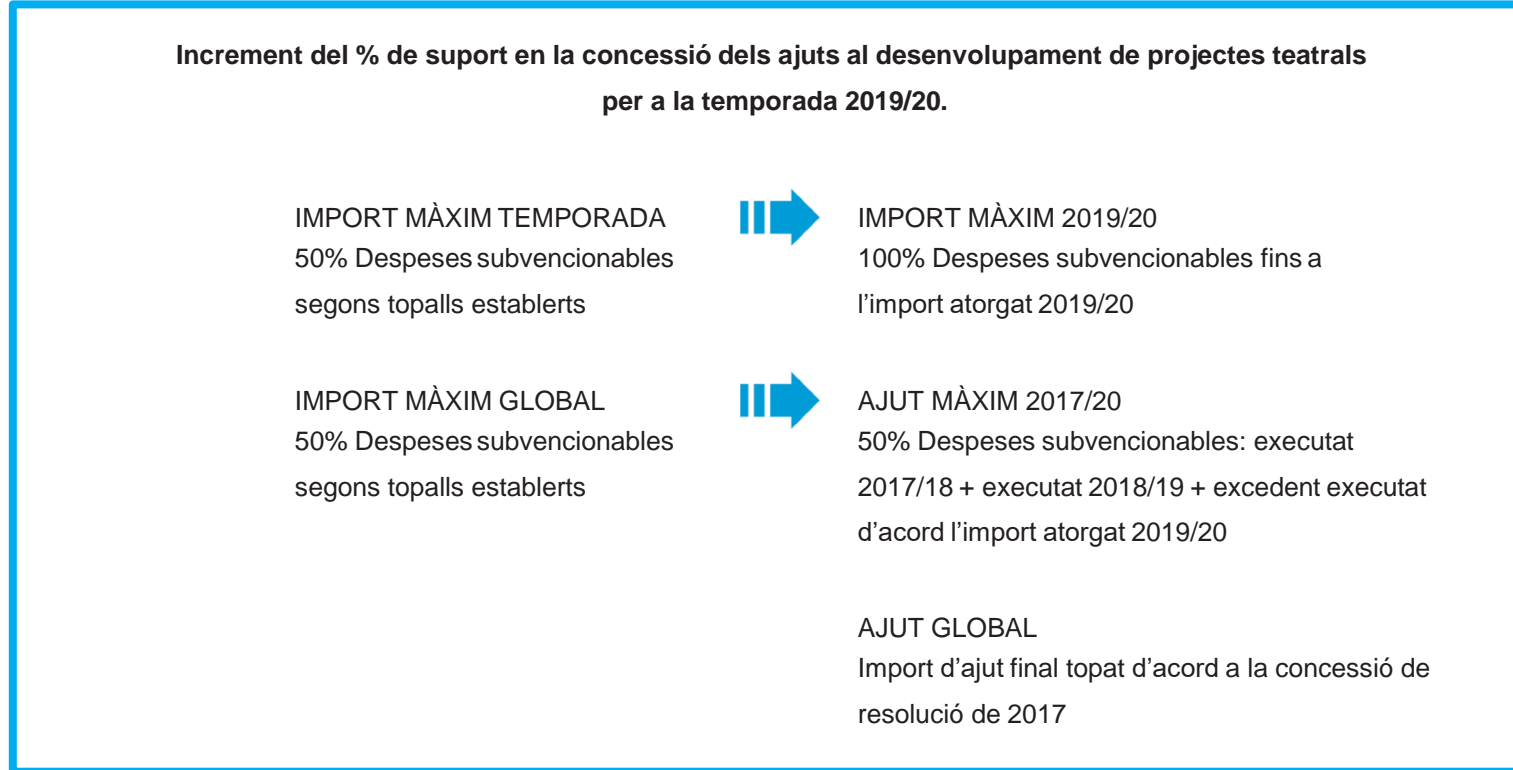 Increment del % de suport en la concessió dels ajuts al desenvolupament de projectes teatrals
per a la temporada 2019/20.
IMPORT MÀXIM TEMPORADA
50% Despeses subvencionables
segons topalls establerts
IMPORT MÀXIM 2019/20
100% Despeses subvencionables fins a
l’import atorgat 2019/20
IMPORT MÀXIM GLOBAL
50% Despeses subvencionables
segons topalls establerts
AJUT MÀXIM 2017/20
50% Despeses subvencionables: executat
2017/18 + executat 2018/19 + excedent executat
d’acord l’import atorgat 2019/20
AJUT GLOBAL
Import d’ajut final topat d’acord a la concessió de
resolució de 2017